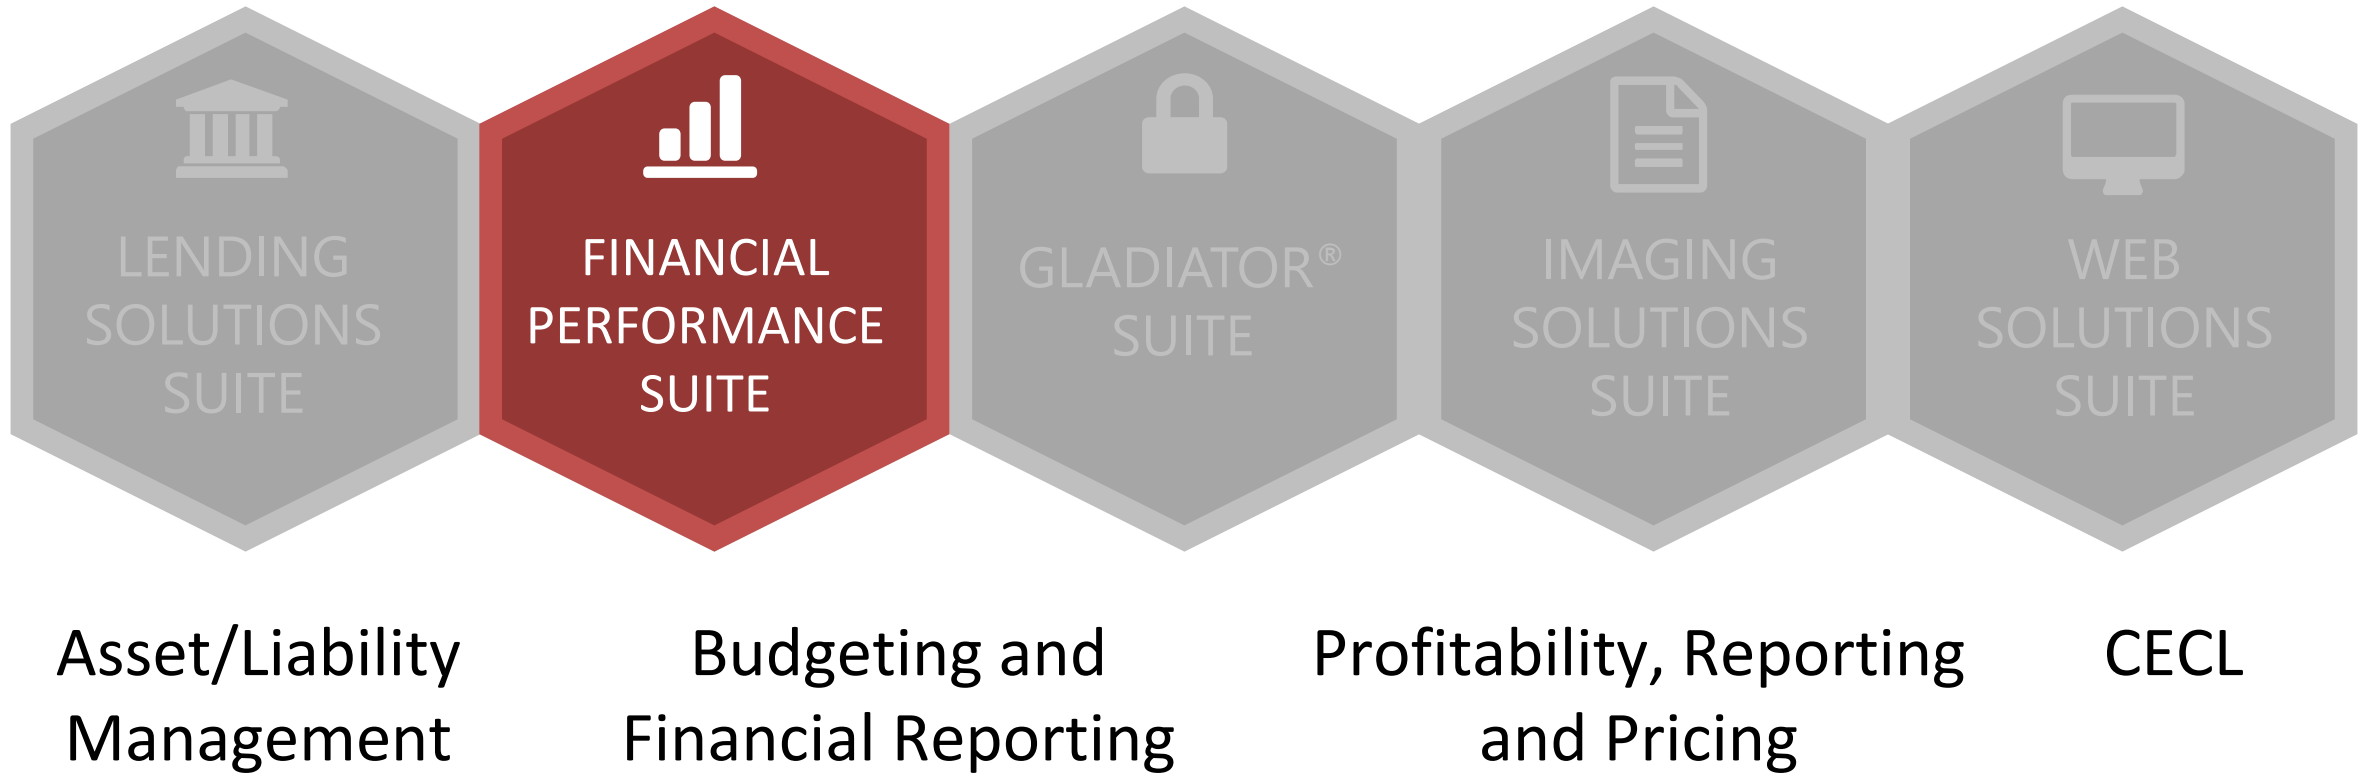 LENDING
SOLUTIONS
SUITE
FINANCIAL
PERFORMANCE
SUITE
GLADIATOR®
SUITE
IMAGING
SOLUTIONS
SUITE
WEB
SOLUTIONS
SUITE
Asset/Liability
Management
Budgeting and
Financial Reporting
Profitability, Reporting
and Pricing
CECL